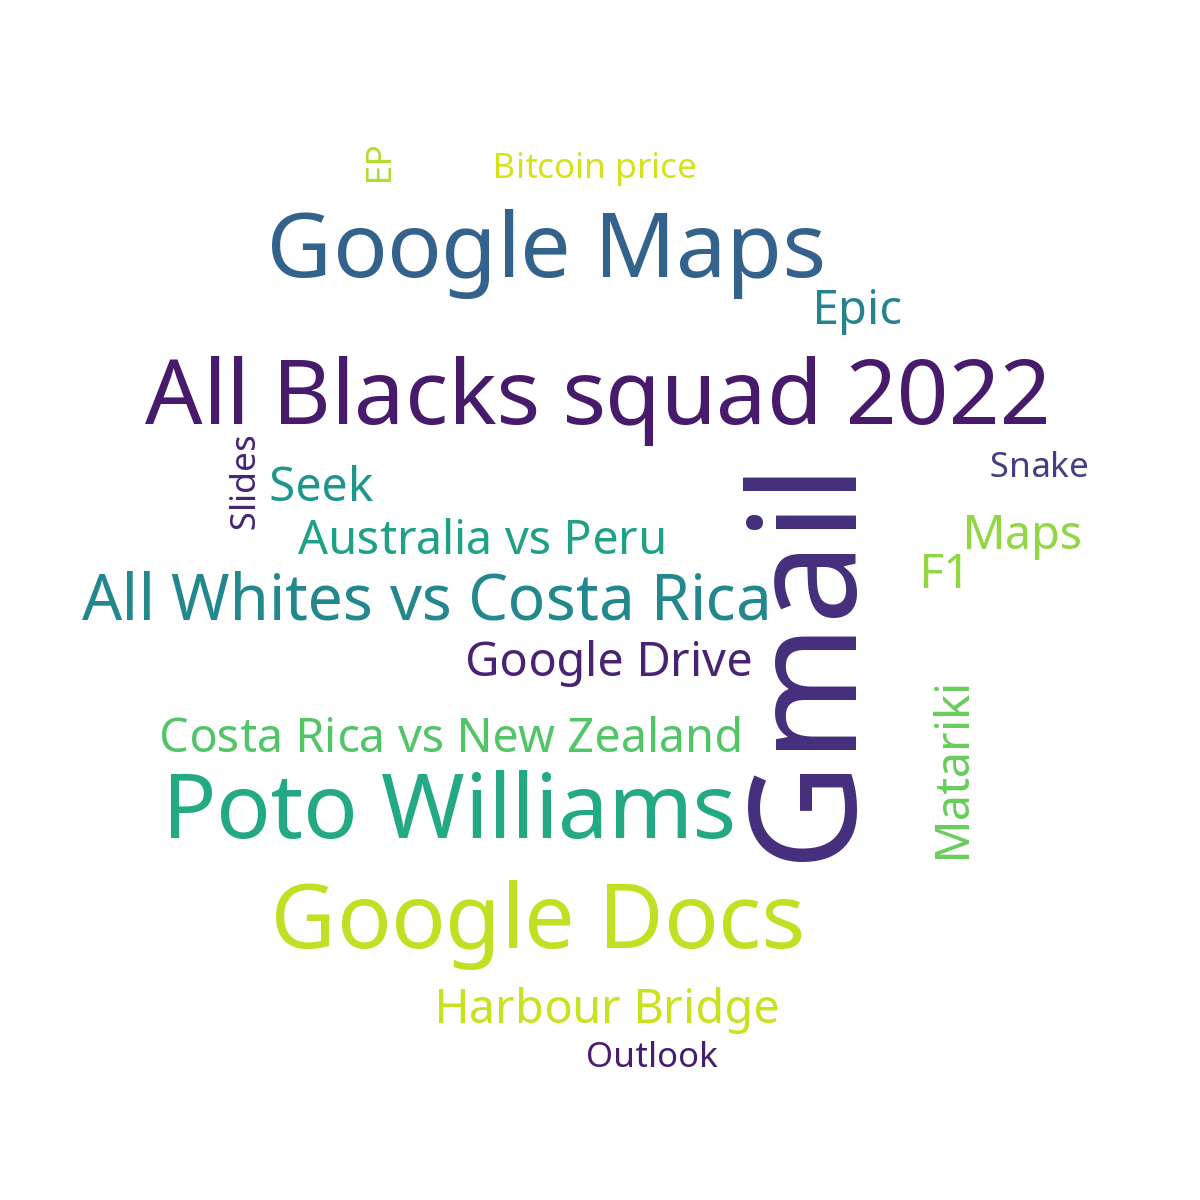 EP
Bitcoin price
Google Maps
Epic
All Blacks squad 2022
Slides
Seek
Snake
Australia vs Peru
Maps
F1
All Whites vs Costa Rica
Gmail
Google Drive
Costa Rica vs New Zealand
Matariki
Poto Williams
Google Docs
Harbour Bridge
Outlook